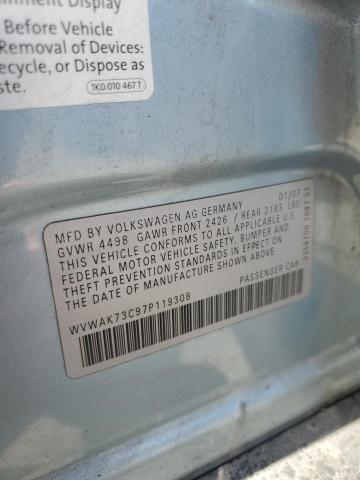 Display
Before Vehicle
Removal of Devices:
ecycle, or Dispose as
ste.
1K0 010 467 T
MFD BY VOLKSWAGEN AG GERMANY 01/07
GVWR 4498 GAWR FRONT 2426 / REAR 2183 LBS
THIS VEHICLE CONFORMS TO ALL APPLICABLE U.S.
FEDERAL MOTOR VEHICLE SAFETY, BUMPER AND
THEFT PREVENTION STANDARDS IN EFFECT ON
THE DATE OF MANUFACTURE SHOWN ABOVE.
WVWAK73C97P119308 PASSENGER CAR